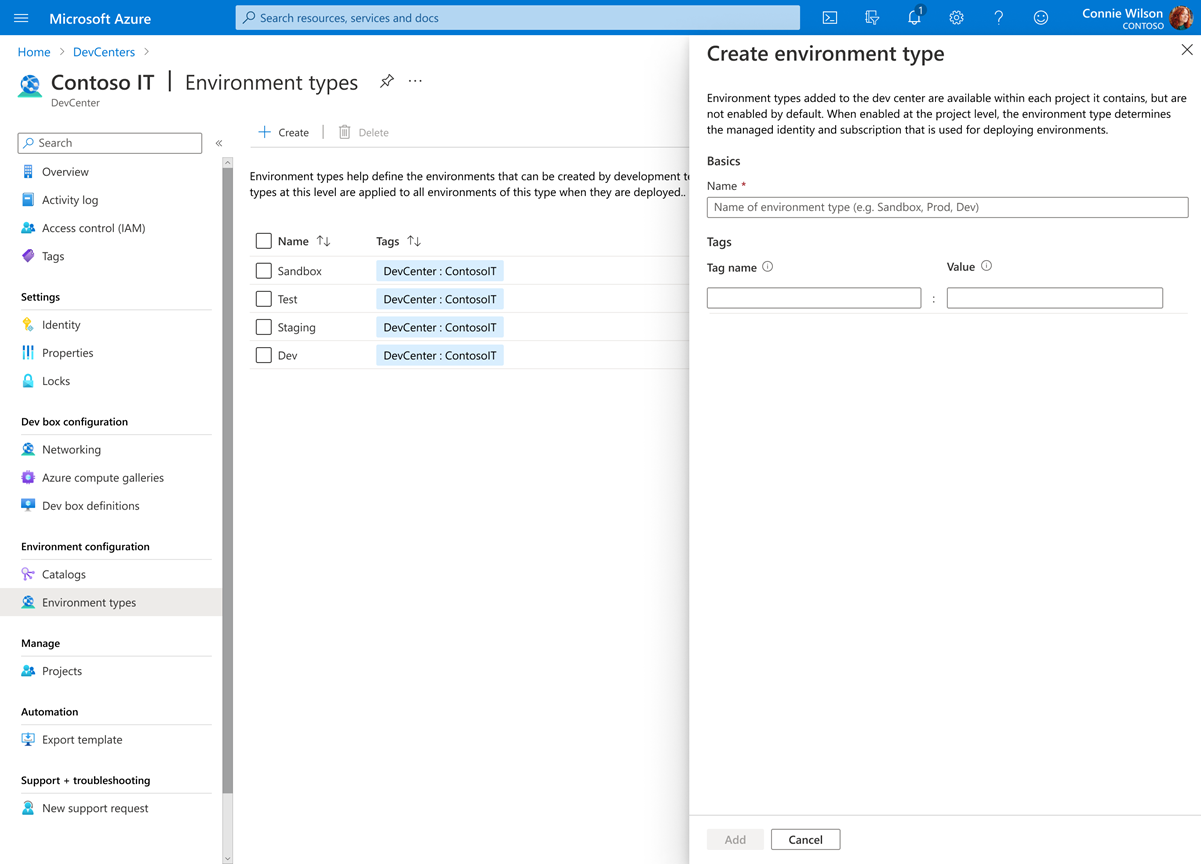 Microsoft Azure
Search resources, services and docs
1
Connie Wilson
CONTOSO
Home > DevCenters >
Contoso IT | Environment types
DevCenter
Search
Overview
Activity log
Access control (IAM)
Tags
Settings
Identity
Properties
Locks
Dev box configuration
Networking
Azure compute galleries
Dev box definitions
Environment configuration
Catalogs
Environment types
Manage
Projects
Automation
Export template
Support + troubleshooting
New support request
Create
Delete
Environment types help define the environments that can be created by development
types at this level are applied to all environments of this type when they are deployed..
Name Tags
Sandbox DevCenter : ContosoIT
Test DevCenter : ContosoIT
Staging DevCenter : ContosoIT
Dev DevCenter : ContosoIT
Create environment type
Environment types added to the dev center are available within each project it contains, but are
not enabled by default. When enabled at the project level, the environment type determines
the managed identity and subscription that is used for deploying environments.
Basics
Name *
Name of environment type (e.g. Sandbox, Prod, Dev)
Tags
Tag name Value
:
Add Cancel